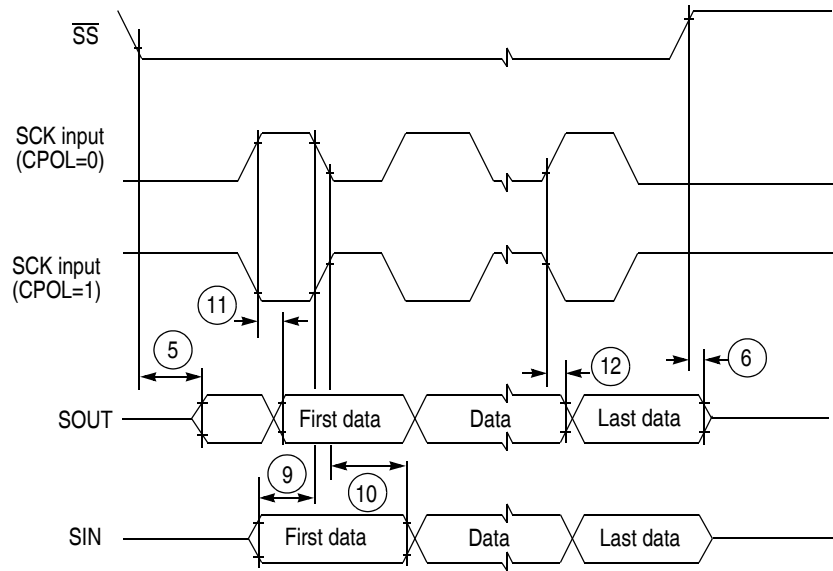 SS
SCK input
(CPOL=0)
SCK input
(CPOL=1)
11
5
12
6
SOUT
First data
Data
Last data
9
10
SIN
First data
Data
Last data